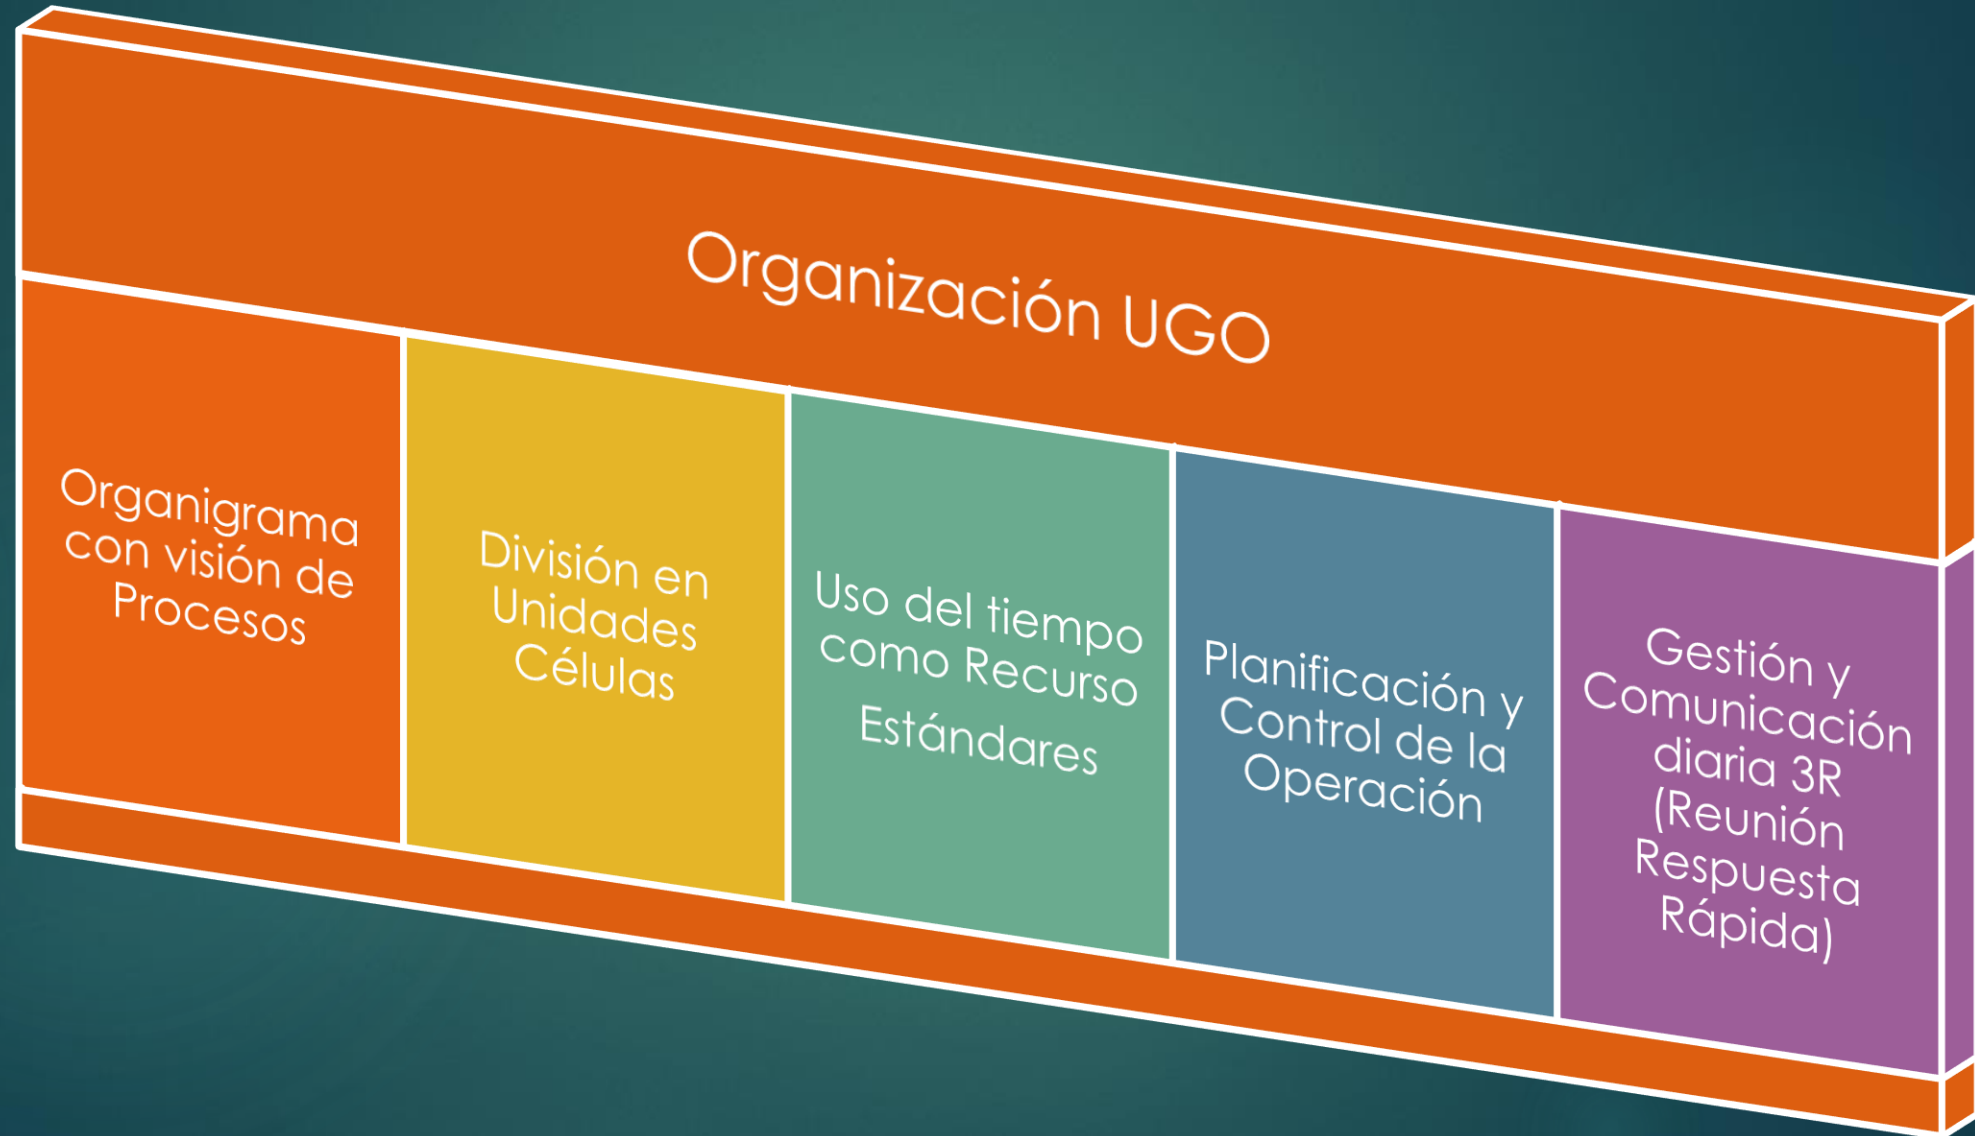 Organización UGO
Organigrama
con visión de
Procesos
División en
Unidades
Células
Uso del tiempo
como Recurso
Estándares
Planificación y
Control de la
Operación
Gestión y
Comunicación
diaria 3R
(Reunión
Respuesta
Rápida)